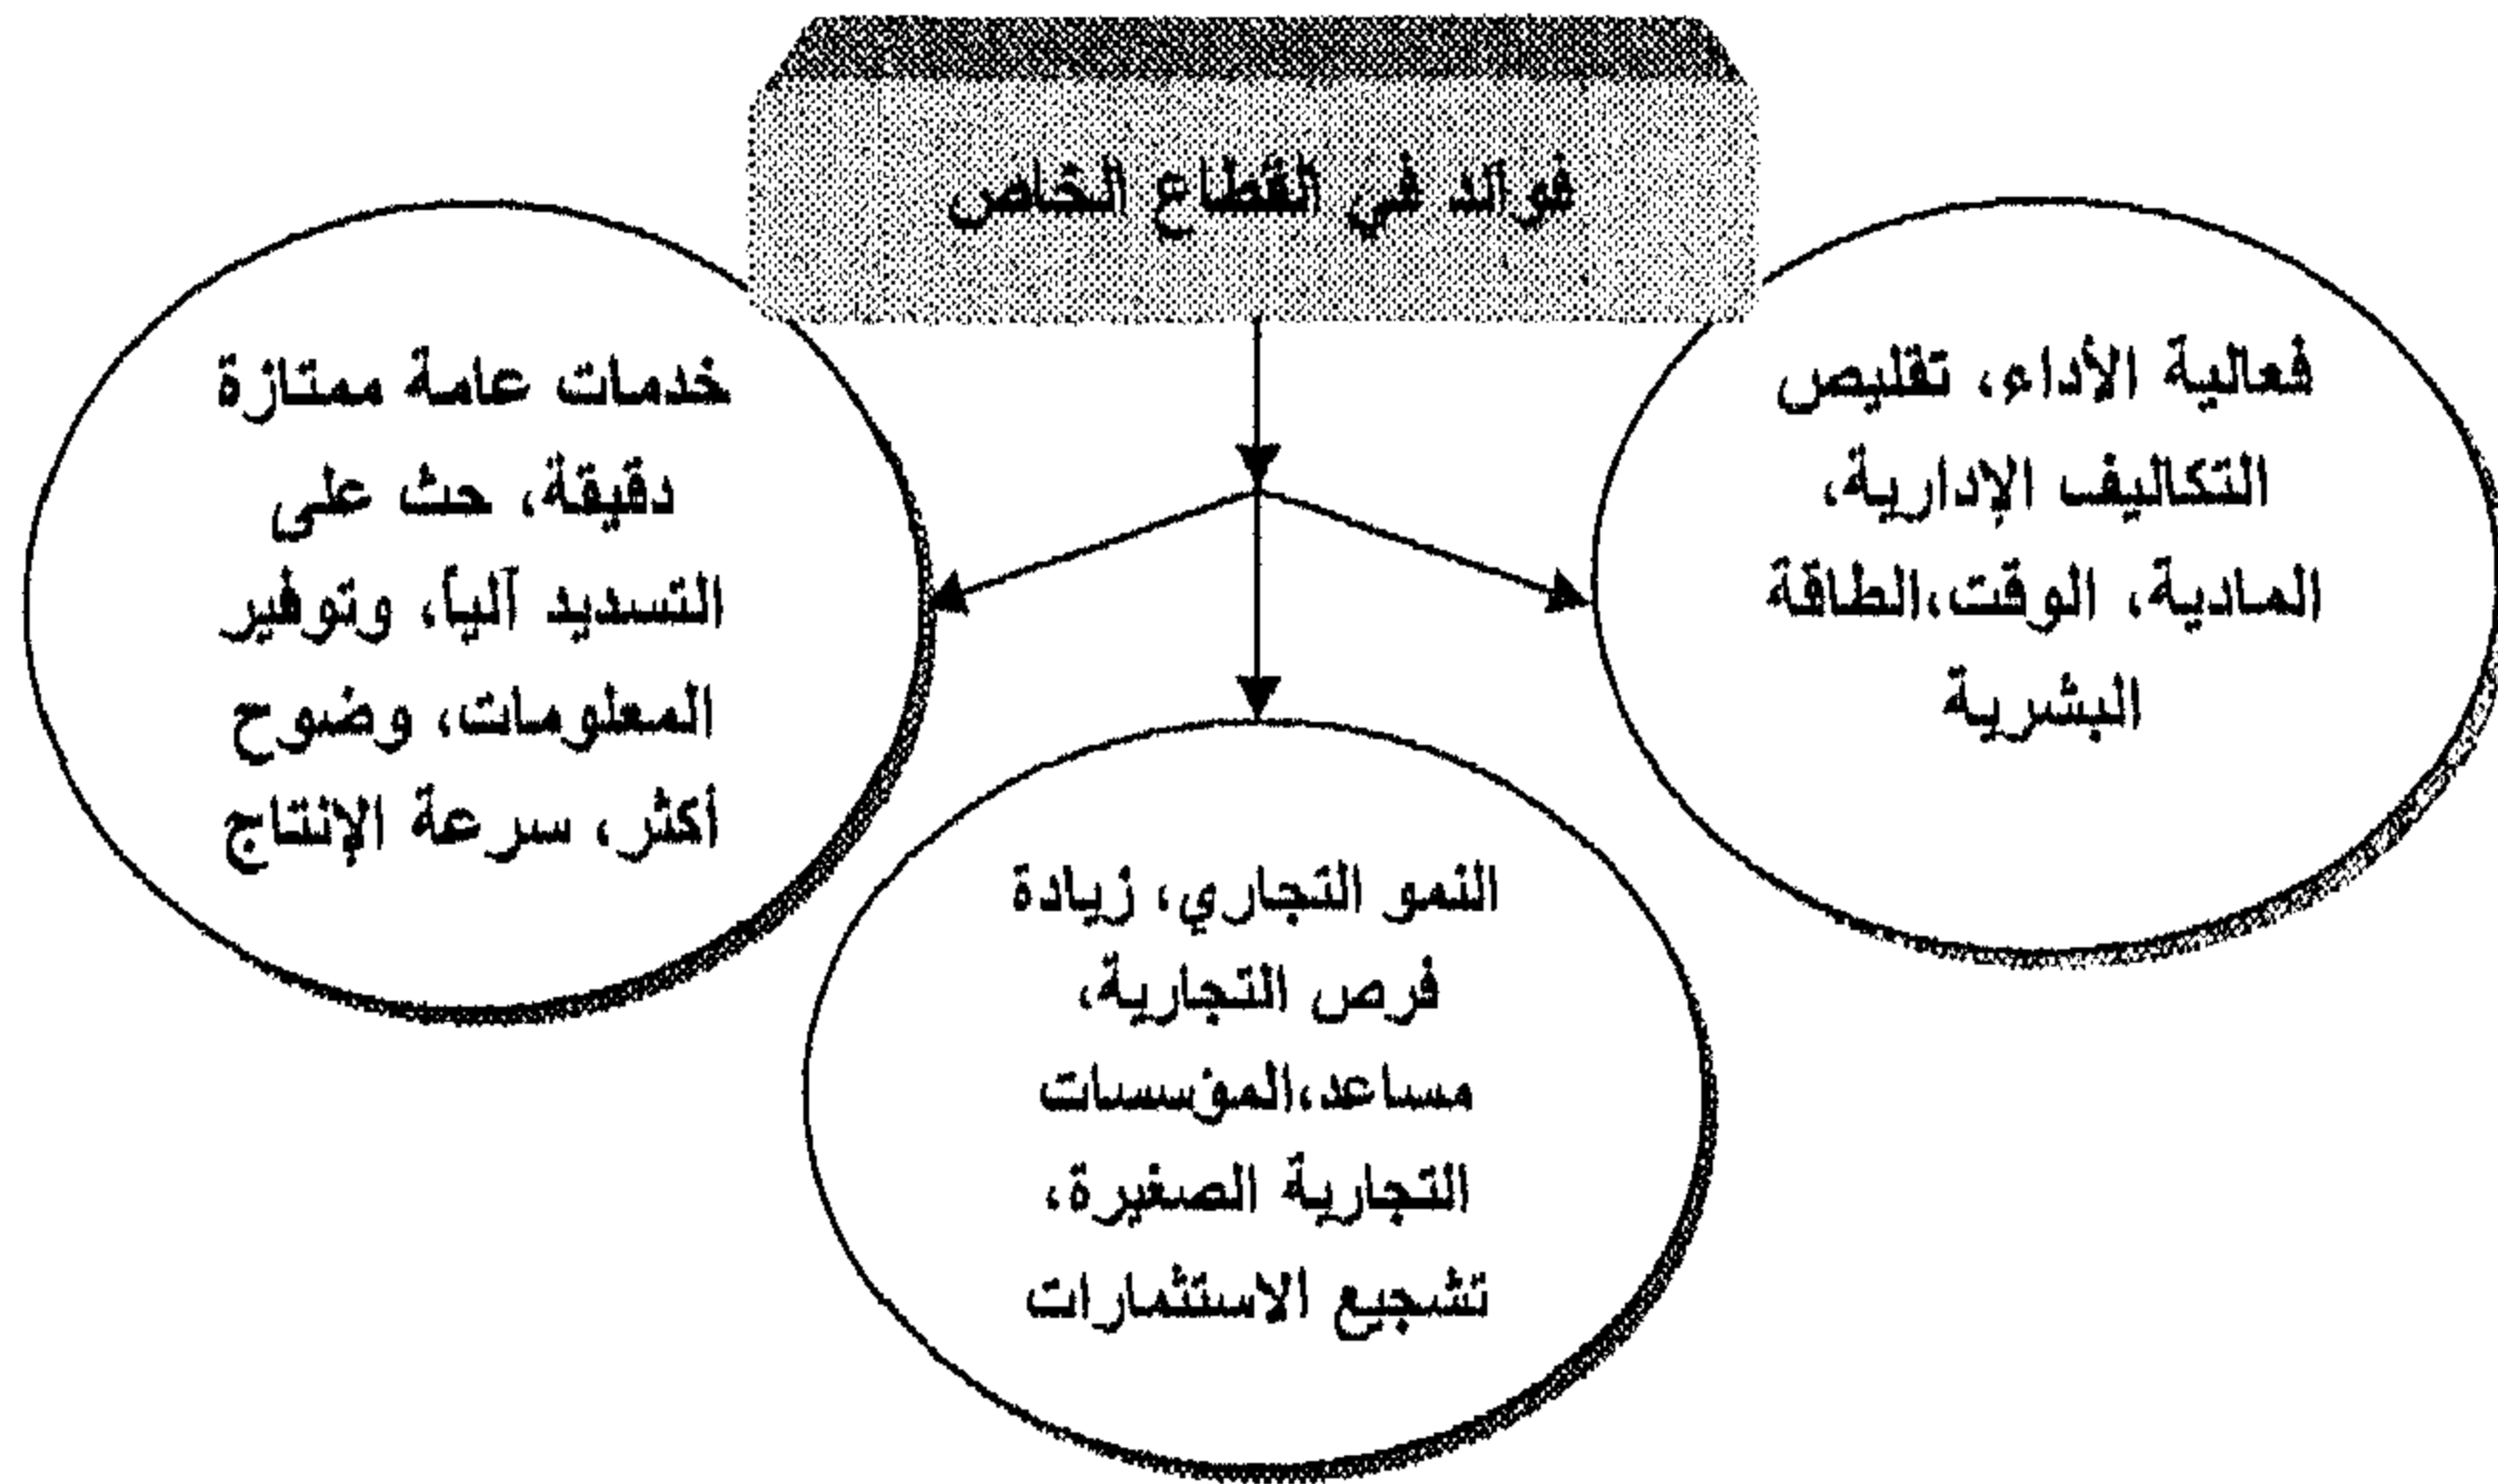 فوائد في القطاع الخاص
فعالية الأداء، تقليص
التكاليف الإدارية،
المادية، الوقت،الطاقة
البشرية
النمو التجاري، زيادة
فرص التجارية،
مساعد،المؤسسات
التجارية الصغيرة،
تشجيع الاستثمارات
خدمات عامة ممتازة
دقيقة، حث على
التسديد آلياً، وتوفير
المعلومات، وضوح
أكثر، سرعة الإنتاج